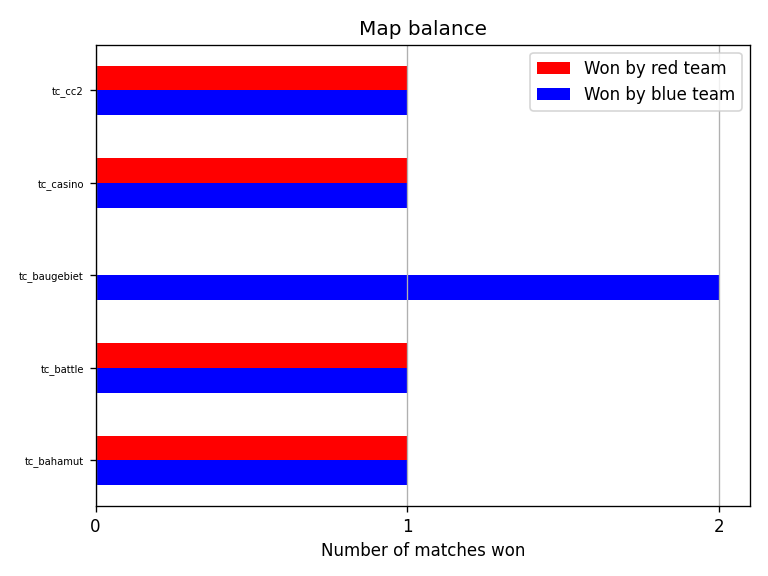 Map balance
Won by red team
Won by blue team
tc_cc2
tc_casino
tc_baugebiet
tc_battle
tc_bahamut
0 1 2
Number of matches won